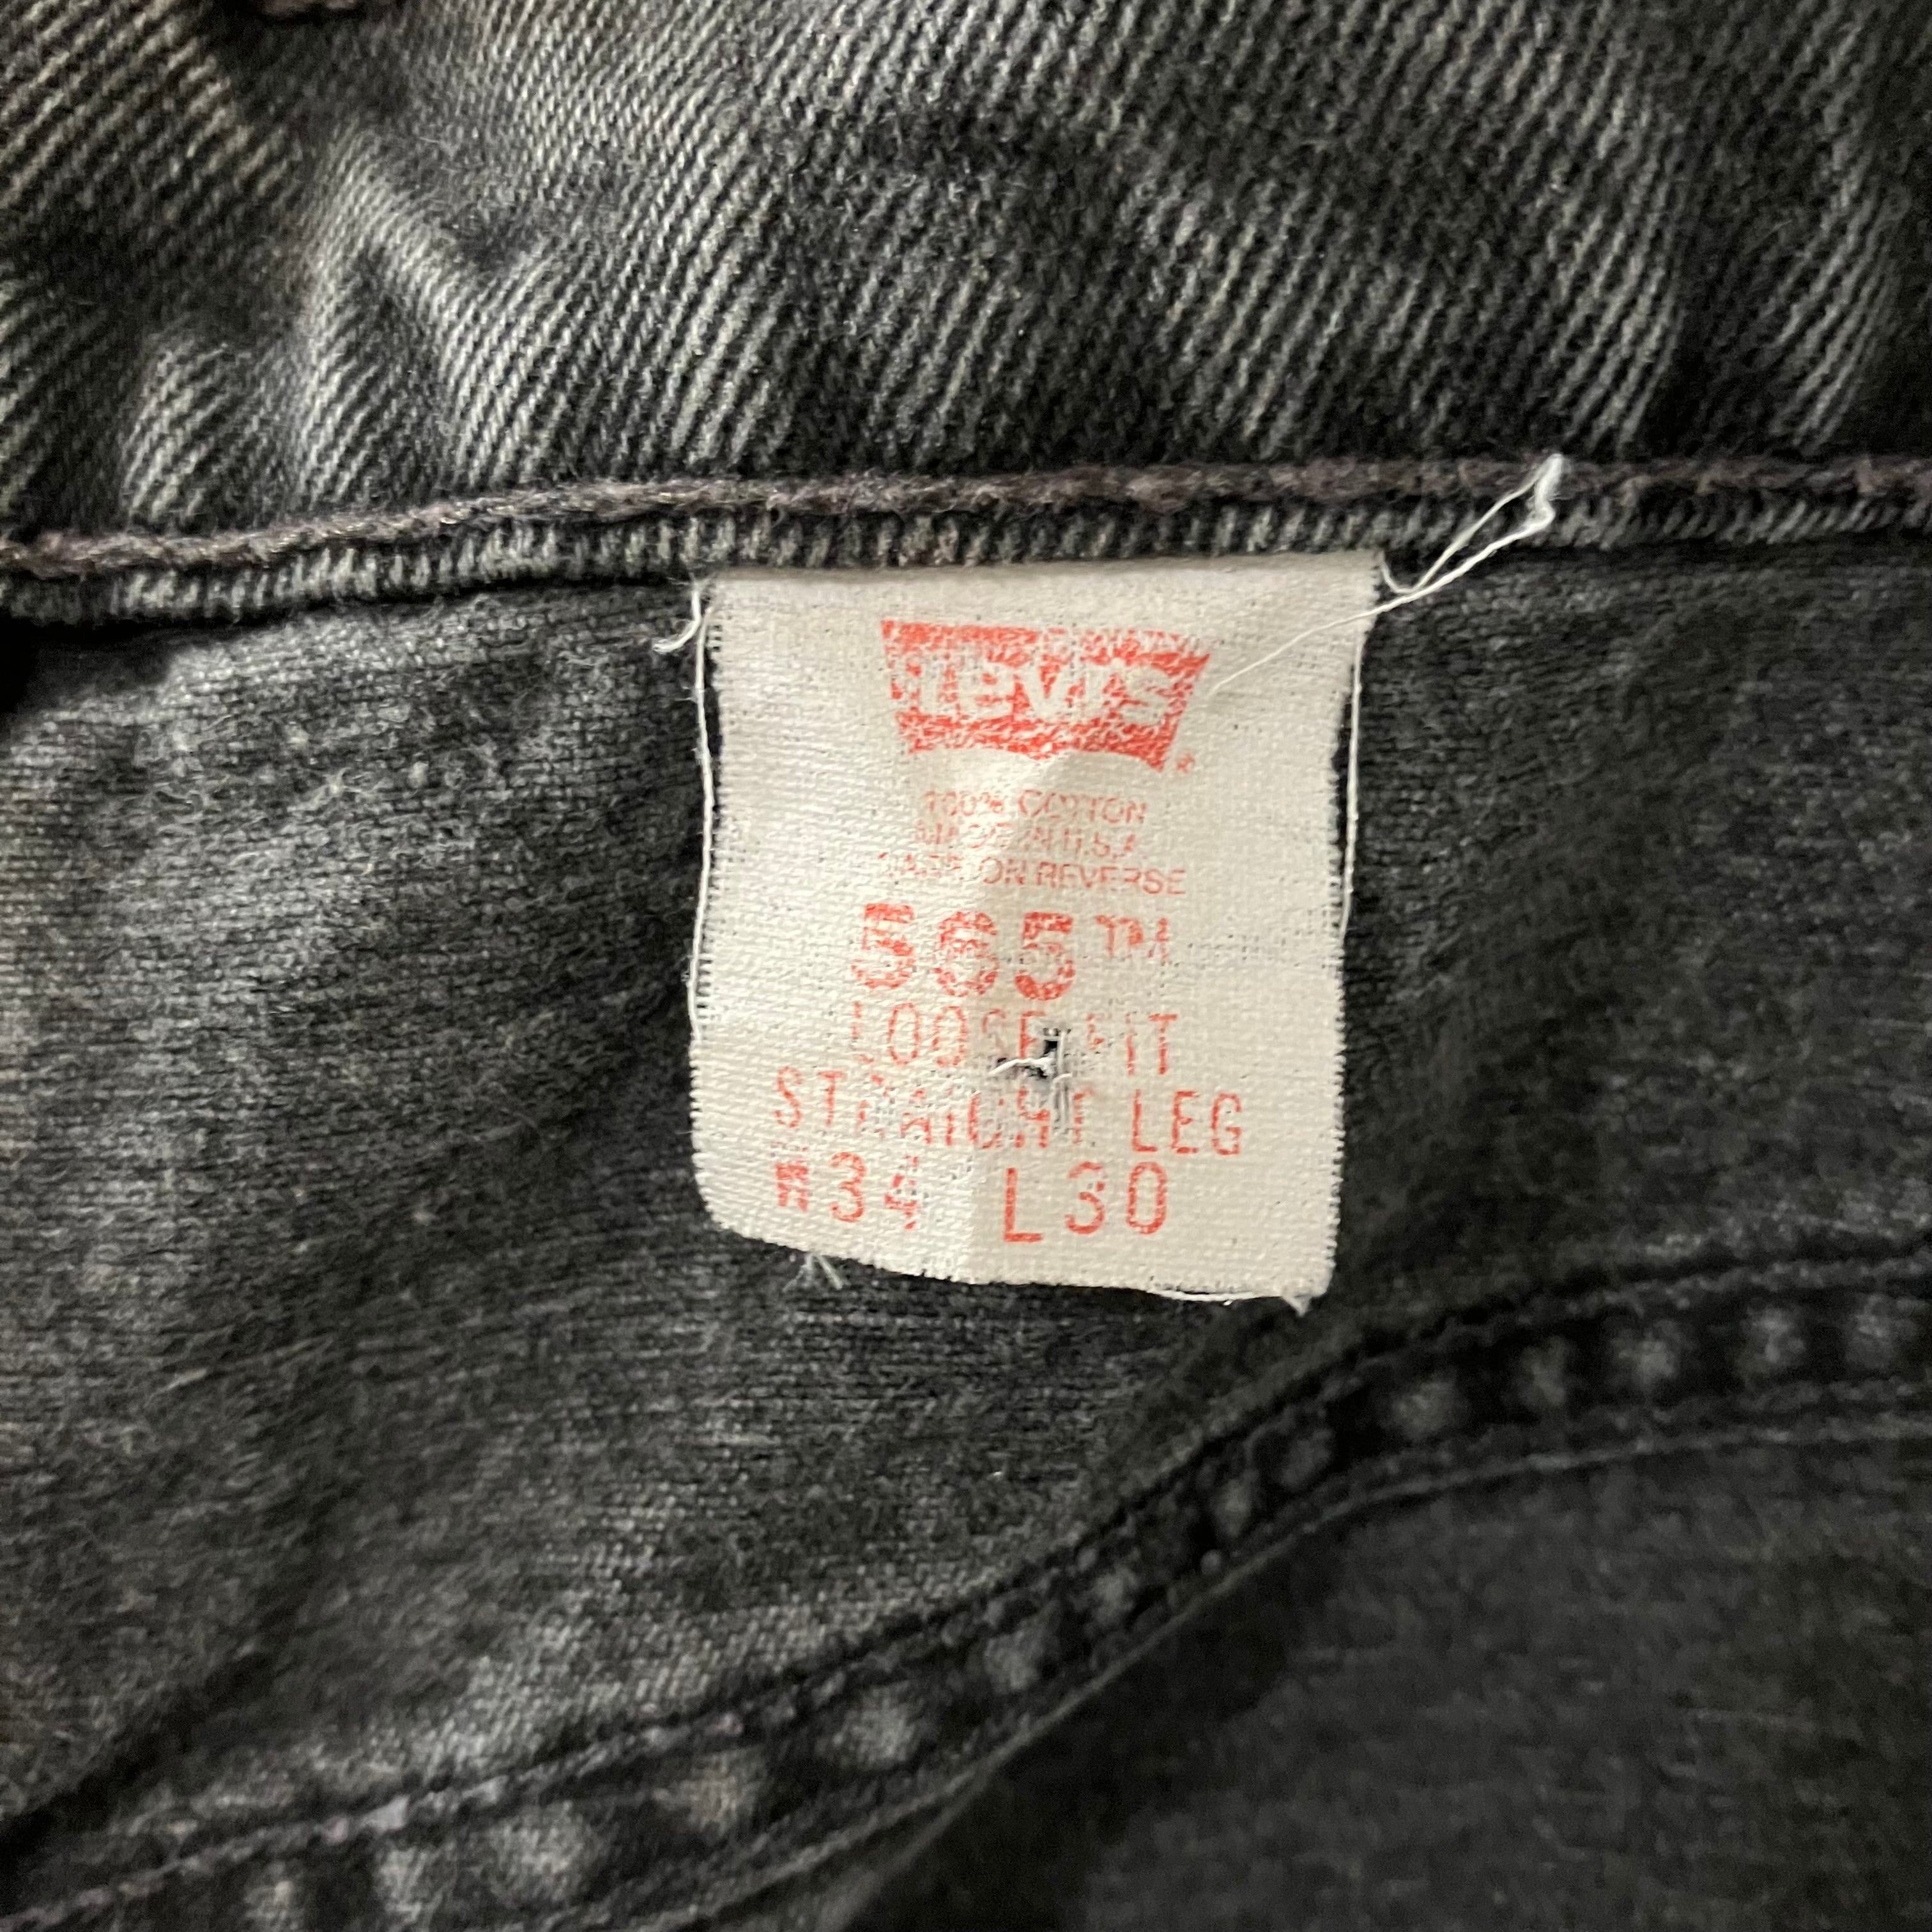 Levi's
®
100% COTTON
MADE IN U.S.A.
CARE ON REVERSE
565™
LOOSE FIT
STRAIGHT LEG
W34 L30